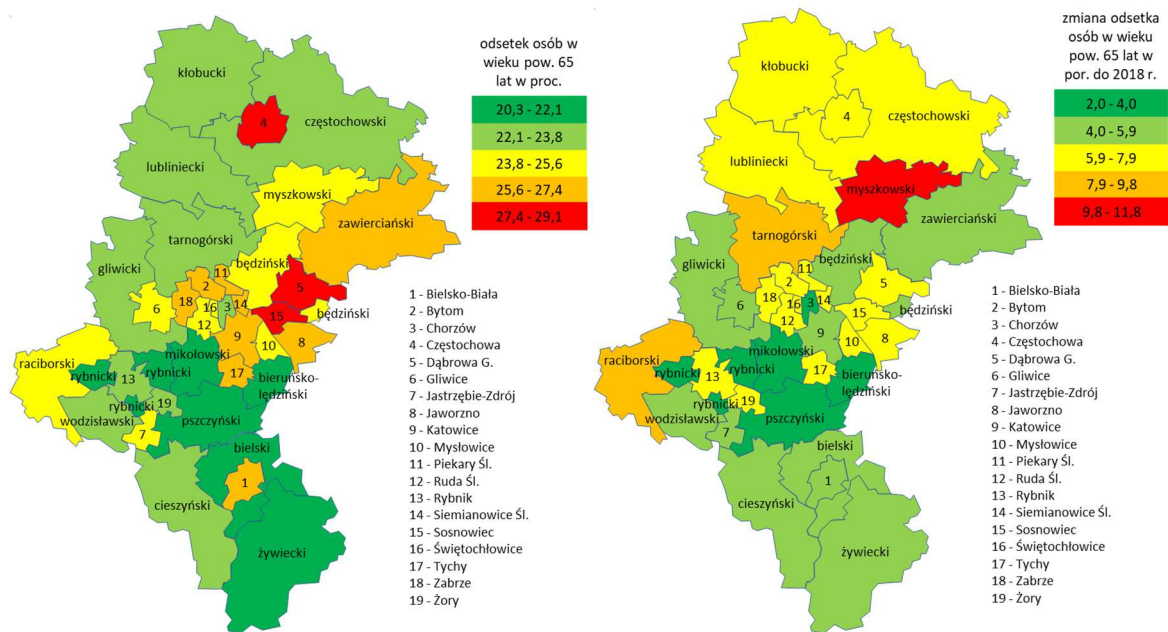 odsetek osób w
wieku pow. 65
lat w proc.
20,3 - 22,1
22,1 - 23,8
23,8 - 25,6
25,6 - 27,4
27,4 - 29,1
kłobucki
4
częstochowski
lubliniecki
myszkowski
zawierciański
tarnogórski
gliwicki
będziński
11
2
5
18
16
3
14
6
15
będziński
12
9
10
8
raciborski
mikołowski
rybnicki
rybnicki
17
bieruńsko-
lędziński
13
rybnicki
19
wodzisławski
pszczyński
7
bielski
1
cieszyński
żywiecki
1 - Bielsko-Biała
2 - Bytom
3 - Chorzów
4 - Częstochowa
5 - Dąbrowa G.
6 - Gliwice
7 - Jastrzębie-Zdrój
8 - Jaworzno
9 - Katowice
10 - Mysłowice
11 - Piekary Śl.
12 - Ruda Śl.
13 - Rybnik
14 - Siemianowice Śl.
15 - Sosnowiec
16 - Świętochłowice
17 - Tychy
18 - Zabrze
19 - Żory
zmiana odsetka
osób w wieku
pow. 65 lat w
por. do 2018 r.
2,0 - 4,0
4,0 - 5,9
5,9 - 7,9
7,9 - 9,8
9,8 - 11,8
kłobucki
4
częstochowski
lubliniecki
myszkowski
zawierciański
tarnogórski
gliwicki
będziński
11
2
5
18
16
3
14
6
15
będziński
12
9
10
8
raciborski
mikołowski
rybnicki
rybnicki
17
bieruńsko-
lędziński
13
rybnicki
19
wodzisławski
pszczyński
7
bielski
1
cieszyński
żywiecki
1 - Bielsko-Biała
2 - Bytom
3 - Chorzów
4 - Częstochowa
5 - Dąbrowa G.
6 - Gliwice
7 - Jastrzębie-Zdrój
8 - Jaworzno
9 - Katowice
10 - Mysłowice
11 - Piekary Śl.
12 - Ruda Śl.
13 - Rybnik
14 - Siemianowice Śl.
15 - Sosnowiec
16 - Świętochłowice
17 - Tychy
18 - Zabrze
19 - Żory